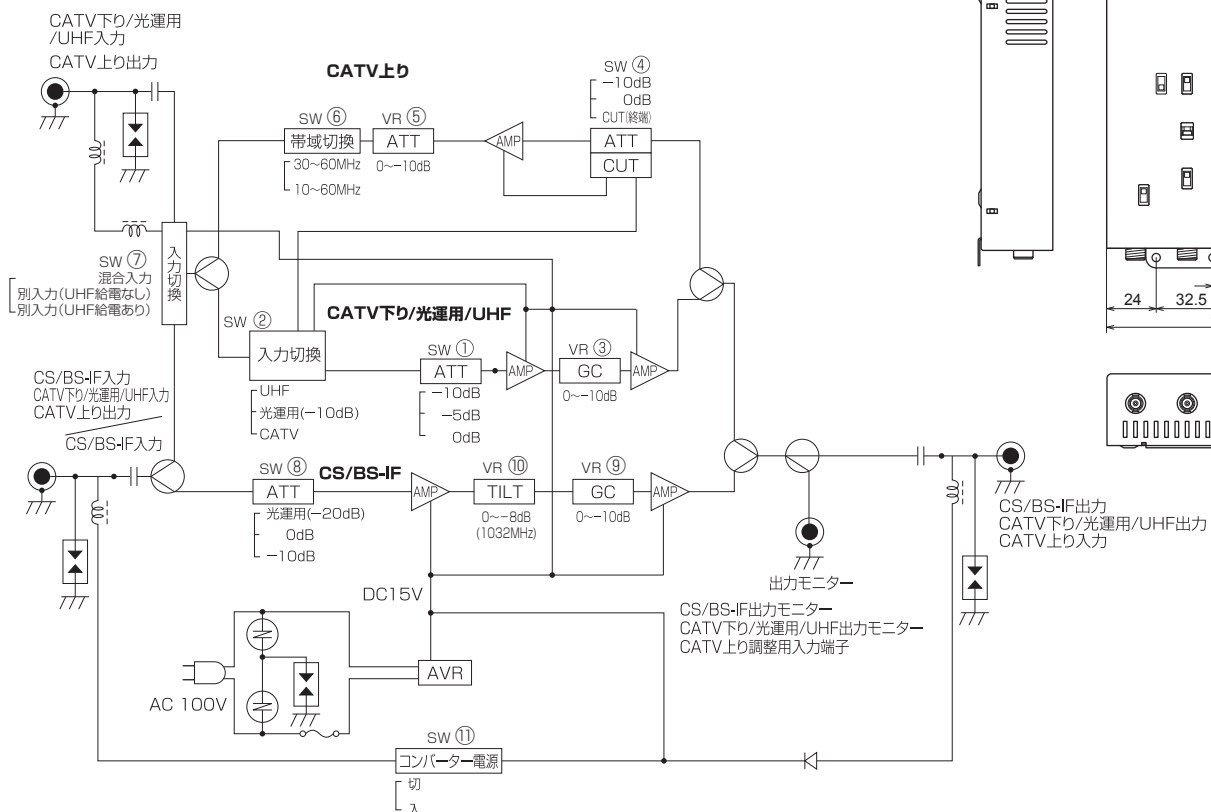 CATV下り/光運用
/UHF入力
CATV上り出力
CATV上り
SW ④
−10dB
0dB
CUT(終端)
SW ⑥
帯域切換
30~60MHz
10~60MHz
VR ⑤
ATT
0~−10dB
AMP
ATT
CUT
入力切換
SW ⑦
混合入力
別入力(UHF給電なし)
別入力(UHF給電あり)
CATV下り/光運用/UHF
SW ②
入力切換
UHF
光運用(−10dB)
CATV
SW ①
ATT
−10dB
−5dB
0dB
AMP
VR ③
GC
0~−10dB
AMP
CS/BS-IF入力
CATV下り/光運用/UHF入力
CATV上り出力
CS/BS-IF入力
SW ⑧
ATT
光運用(−20dB)
0dB
−10dB
CS/BS-IF
AMP
VR ⑩
TILT
0~−8dB
(1032MHz)
VR ⑨
GC
0~−10dB
AMP
出力モニター
CS/BS-IF出力モニター
CATV下り/光運用/UHF出力モニター
CATV上り調整用入力端子
CS/BS-IF出力
CATV下り/光運用/UHF出力
CATV上り入力
DC15V
AVR
AC 100V
SW ⑪
コンバーター電源
切
入
24
32.5